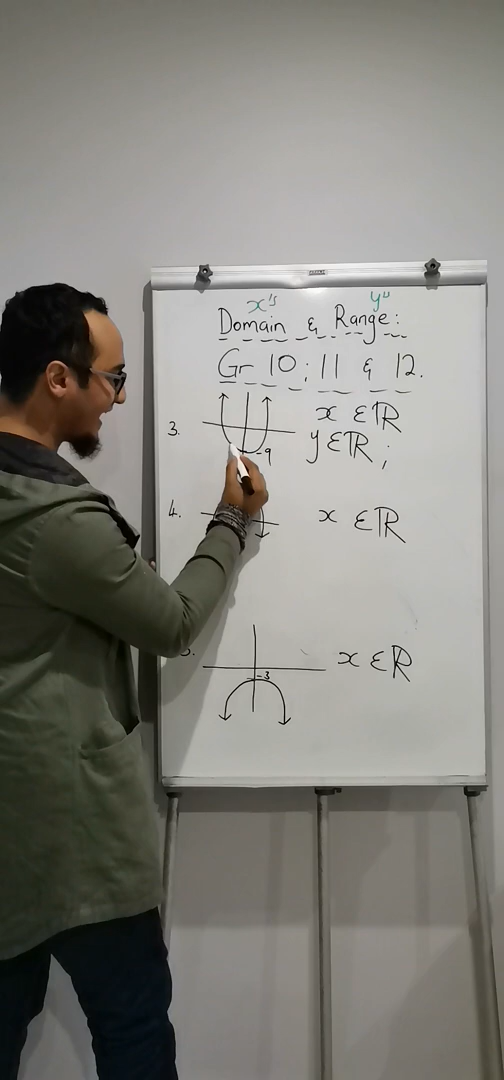 x's y's
Domain & Range:
Gr 10 ; 11 & 12.
3. -9 x ∈ ℝ
y ∈ ℝ ;
4. x ∈ ℝ
-3 x ∈ ℝ